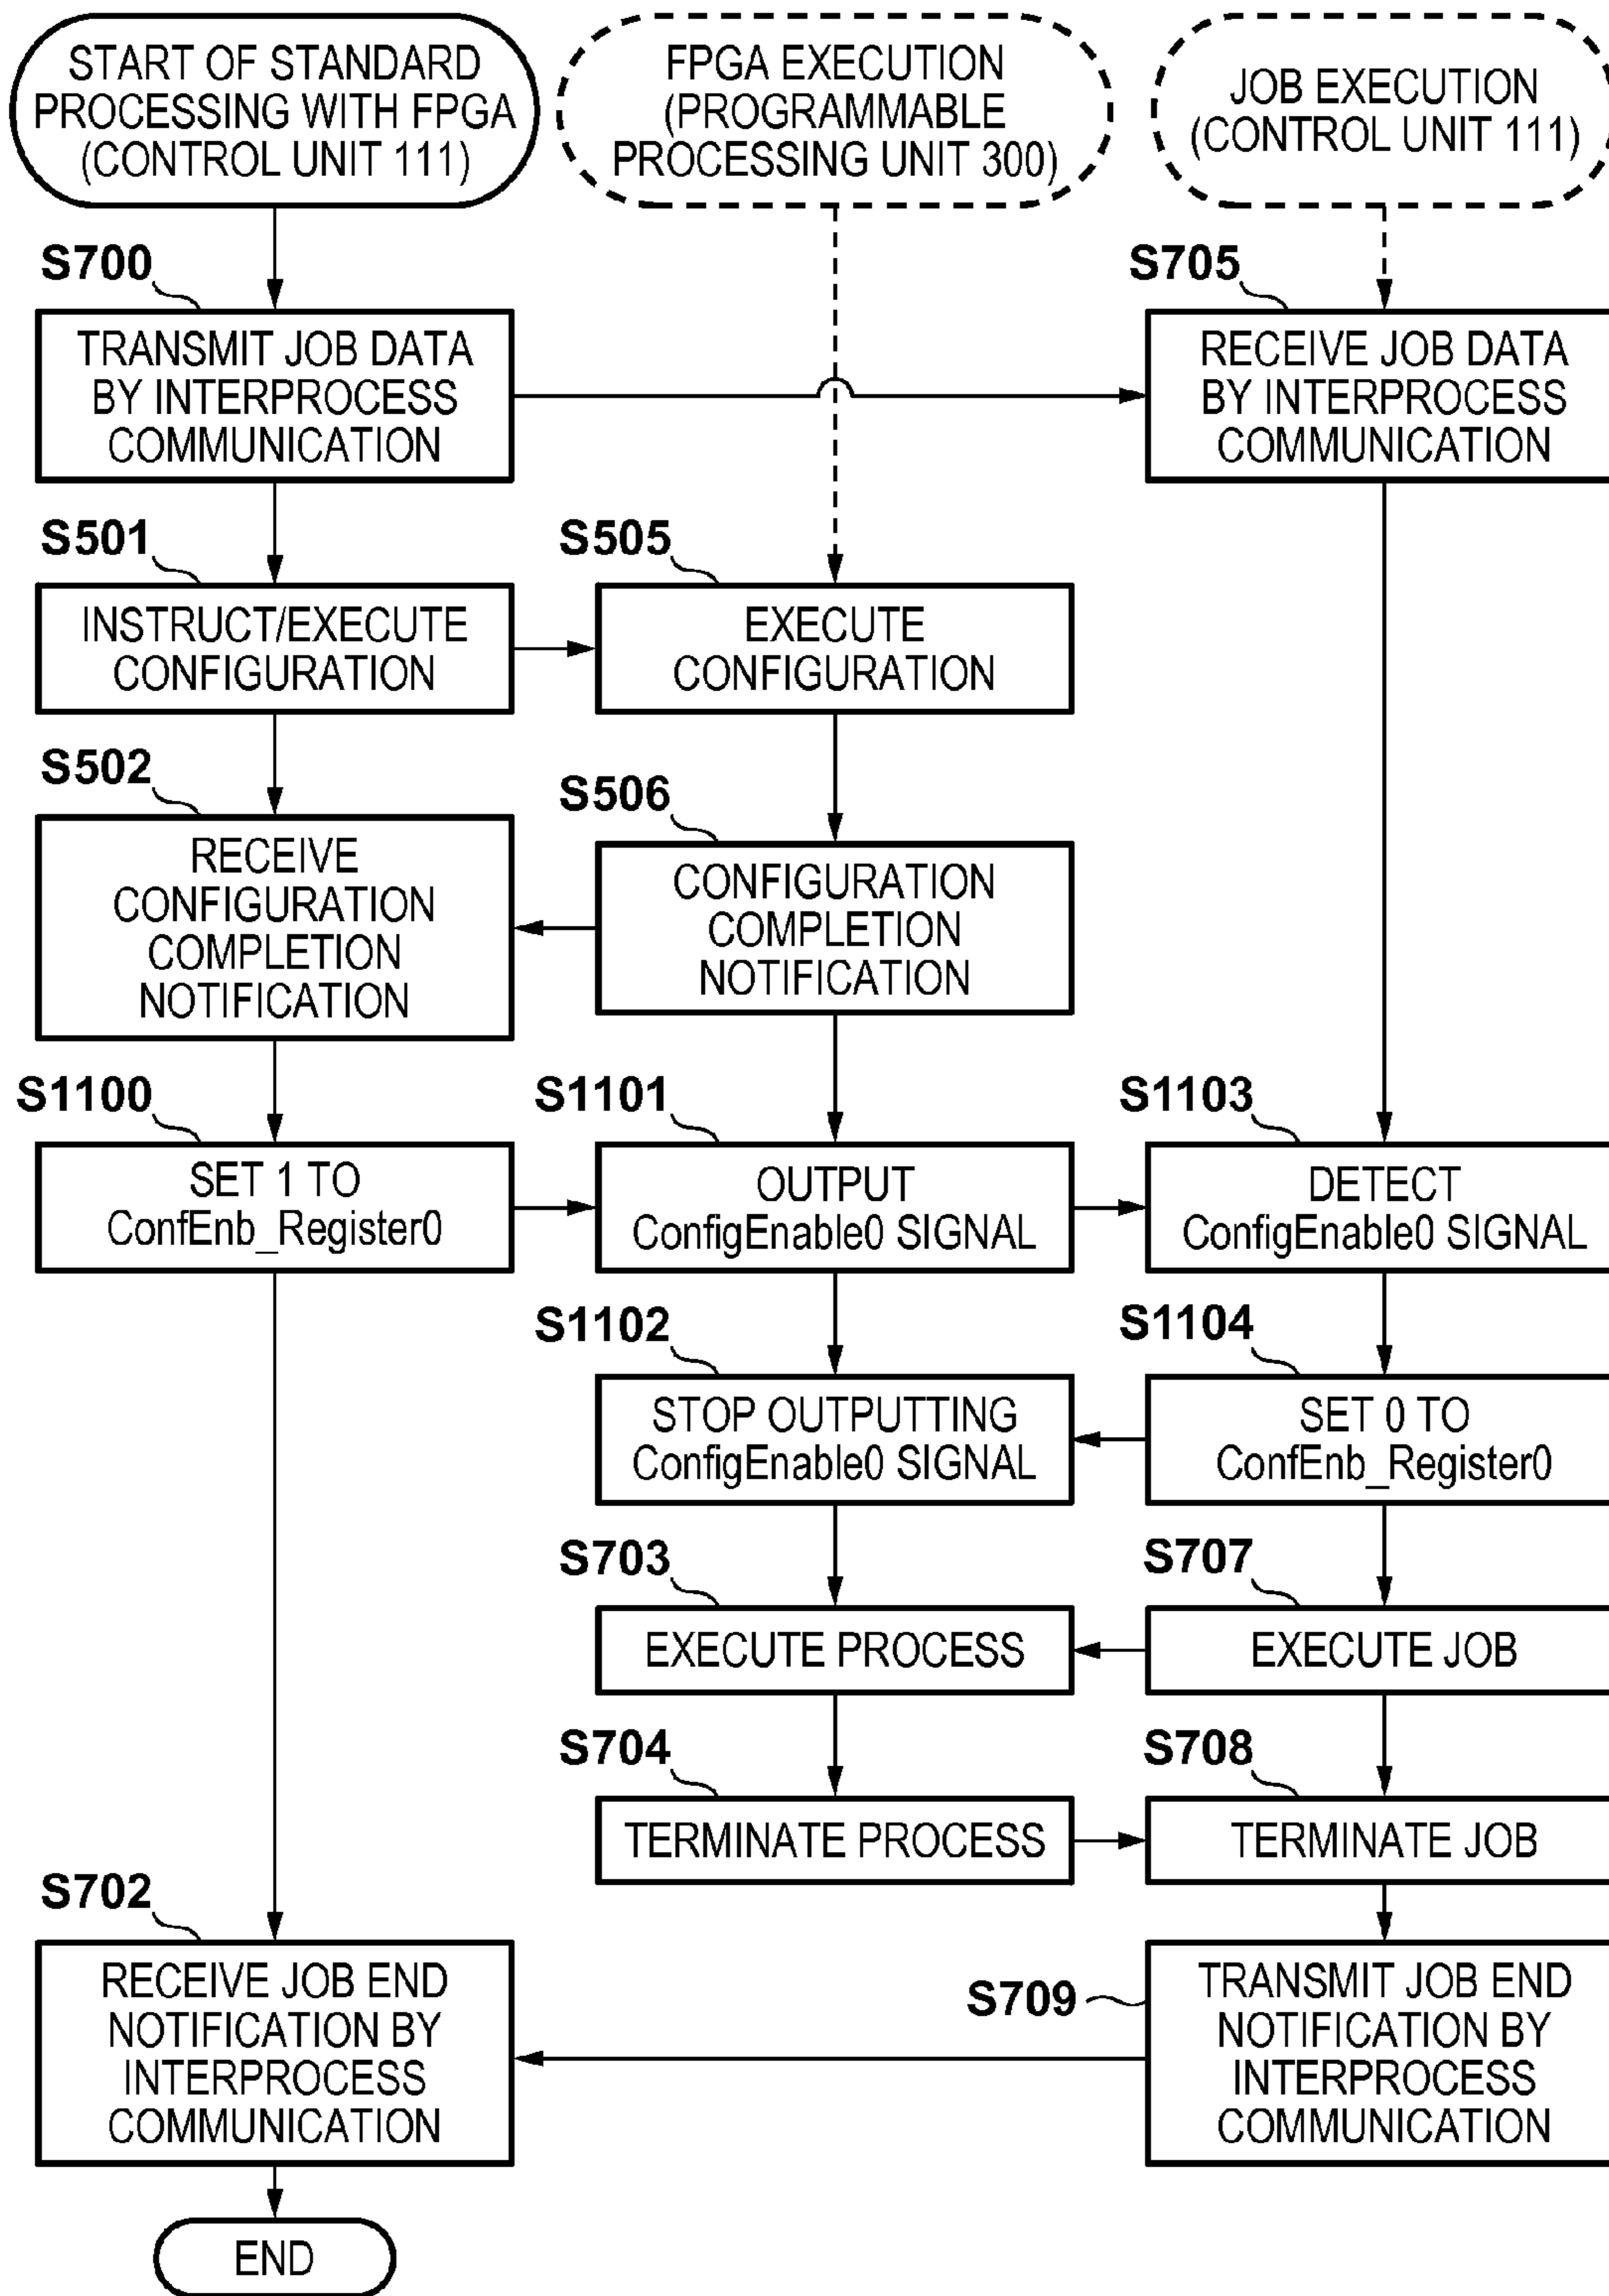 START OF STANDARD
PROCESSING WITH FPGA
(CONTROL UNIT 111)
FPGA EXECUTION
(PROGRAMMABLE
PROCESSING UNIT 300)
JOB EXECUTION
(CONTROL UNIT 111)
S700
TRANSMIT JOB DATA
BY INTERPROCESS
COMMUNICATION
S705
RECEIVE JOB DATA
BY INTERPROCESS
COMMUNICATION
S501
INSTRUCT/EXECUTE
CONFIGURATION
S505
EXECUTE
CONFIGURATION
S502
RECEIVE
CONFIGURATION
COMPLETION
NOTIFICATION
S506
CONFIGURATION
COMPLETION
NOTIFICATION
S1100
SET 1 TO
ConfEnb_Register0
S1101
OUTPUT
ConfigEnable0 SIGNAL
S1103
DETECT
ConfigEnable0 SIGNAL
S1102
STOP OUTPUTTING
ConfigEnable0 SIGNAL
S1104
SET 0 TO
ConfEnb_Register0
S703
EXECUTE PROCESS
S707
EXECUTE JOB
S704
TERMINATE PROCESS
S708
TERMINATE JOB
S702
RECEIVE JOB END
NOTIFICATION BY
INTERPROCESS
COMMUNICATION
S709
TRANSMIT JOB END
NOTIFICATION BY
INTERPROCESS
COMMUNICATION
END